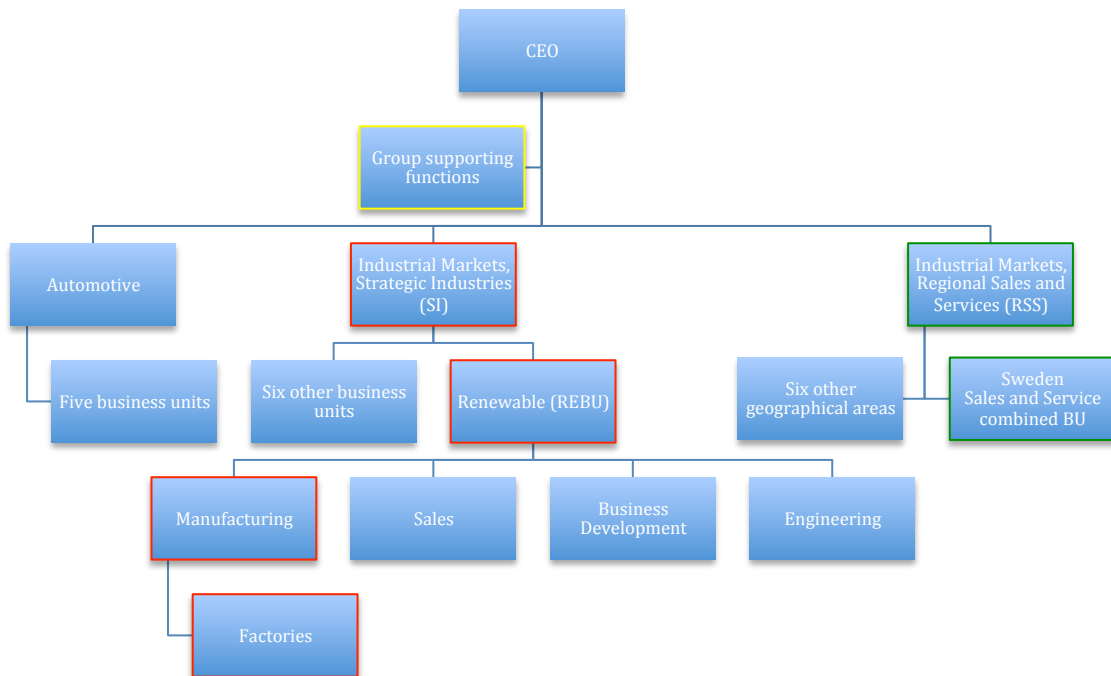 CEO
Group supporting
functions
Automotive
Industrial Markets,
Strategic Industries
(SI)
Industrial Markets,
Regional Sales and
Services (RSS)
Five business units
Six other business
units
Renewable (REBU)
Six other
geographical areas
Sweden
Sales and Service
combined BU
Manufacturing
Sales
Business
Development
Engineering
Factories